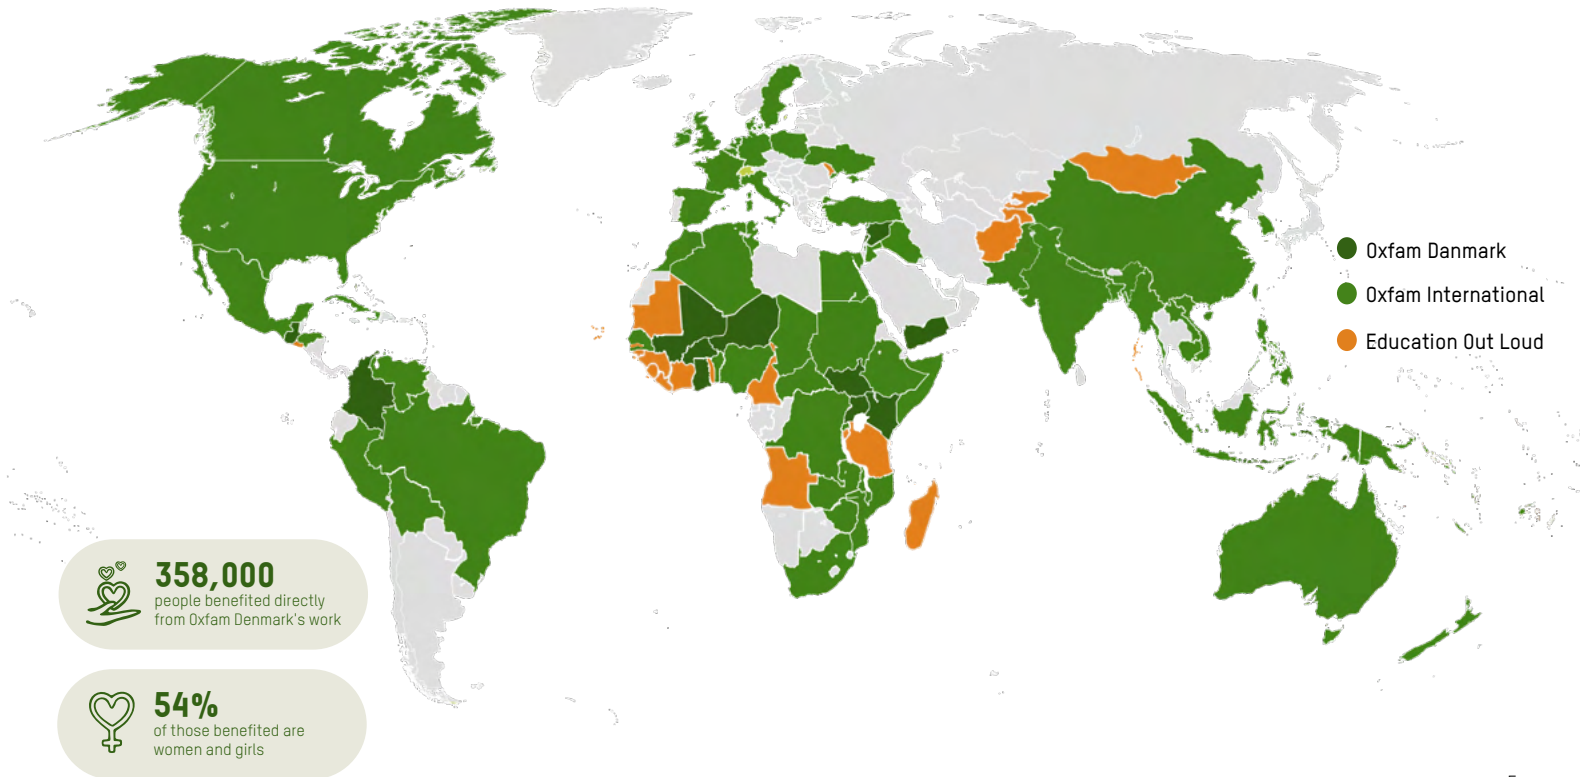 Oxfam Danmark
Oxfam International
Education Out Loud
358,000
people benefited directly
from Oxfam Denmark's work
54%
of those benefited are
women and girls